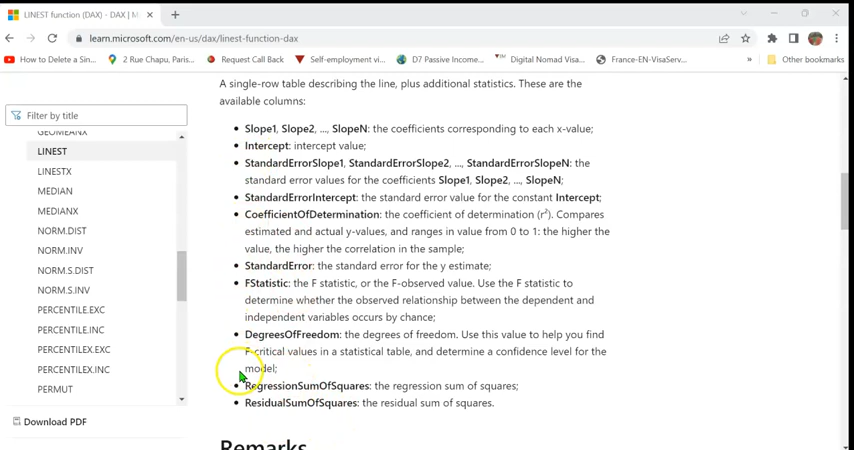 LINEST function (DAX) - DAX | M
learn.microsoft.com/en-us/dax/linest-function-dax
How to Delete a Sin...
2 Rue Chapu, Paris...
Request Call Back
Self-employment vi...
D7 Passive Income...
Digital Nomad Visa...
France-EN-VisaServ...
»
Other bookmarks
Filter by title
GEOMEANX
LINEST
LINESTX
MEDIAN
MEDIANX
NORM.DIST
NORM.INV
NORM.S.DIST
NORM.S.INV
PERCENTILE.EXC
PERCENTILE.INC
PERCENTILEX.EXC
PERCENTILEX.INC
PERMUT
Download PDF
A single-row table describing the line, plus additional statistics. These are the
available columns:
• Slope1, Slope2, ..., SlopeN: the coefficients corresponding to each x-value;
• Intercept: intercept value;
• StandardErrorSlope1, StandardErrorSlope2, ..., StandardErrorSlopeN: the
standard error values for the coefficients Slope1, Slope2, ..., SlopeN;
• StandardErrorIntercept: the standard error value for the constant Intercept;
• CoefficientOfDetermination: the coefficient of determination (r²). Compares
estimated and actual y-values, and ranges in value from 0 to 1: the higher the
value, the higher the correlation in the sample;
• StandardError: the standard error for the y estimate;
• FStatistic: the F statistic, or the F-observed value. Use the F statistic to
determine whether the observed relationship between the dependent and
independent variables occurs by chance;
• DegreesOfFreedom: the degrees of freedom. Use this value to help you find
F-critical values in a statistical table, and determine a confidence level for the
model;
• RegressionSumOfSquares: the regression sum of squares;
• ResidualSumOfSquares: the residual sum of squares.
Remarks